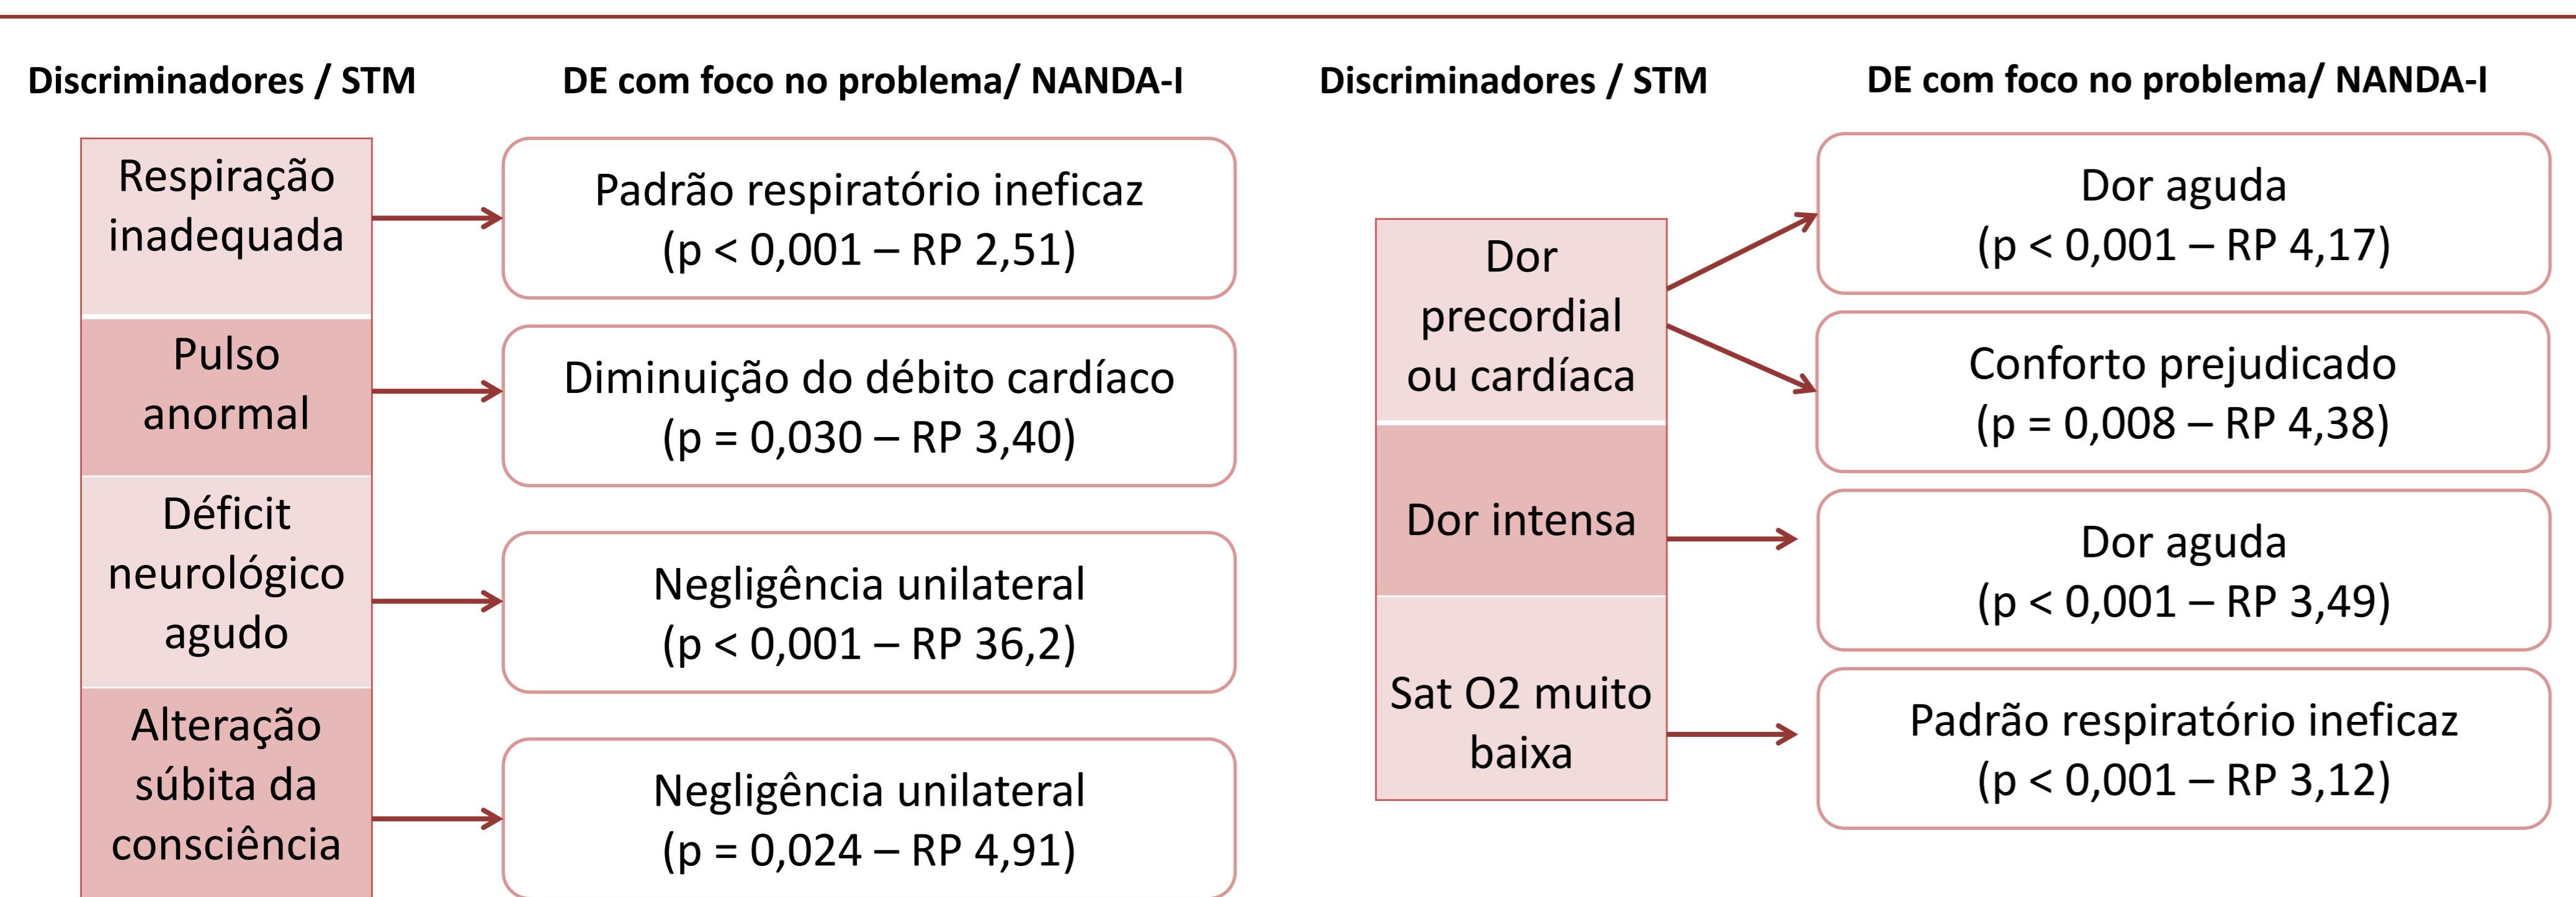 Discriminadores / STM
DE com foco no problema/ NANDA-I
Respiração
inadequada
Padrão respiratório ineficaz
(p < 0,001 – RP 2,51)
Pulso
anormal
Diminuição do débito cardíaco
(p = 0,030 – RP 3,40)
Déficit
neurológico
agudo
Negligência unilateral
(p < 0,001 – RP 36,2)
Alteração
súbita da
consciência
Negligência unilateral
(p = 0,024 – RP 4,91)
Discriminadores / STM
DE com foco no problema/ NANDA-I
Dor
precordial
ou cardíaca
Dor aguda
(p < 0,001 – RP 4,17)
Conforto prejudicado
(p = 0,008 – RP 4,38)
Dor intensa
Dor aguda
(p < 0,001 – RP 3,49)
Sat O2 muito
baixa
Padrão respiratório ineficaz
(p < 0,001 – RP 3,12)